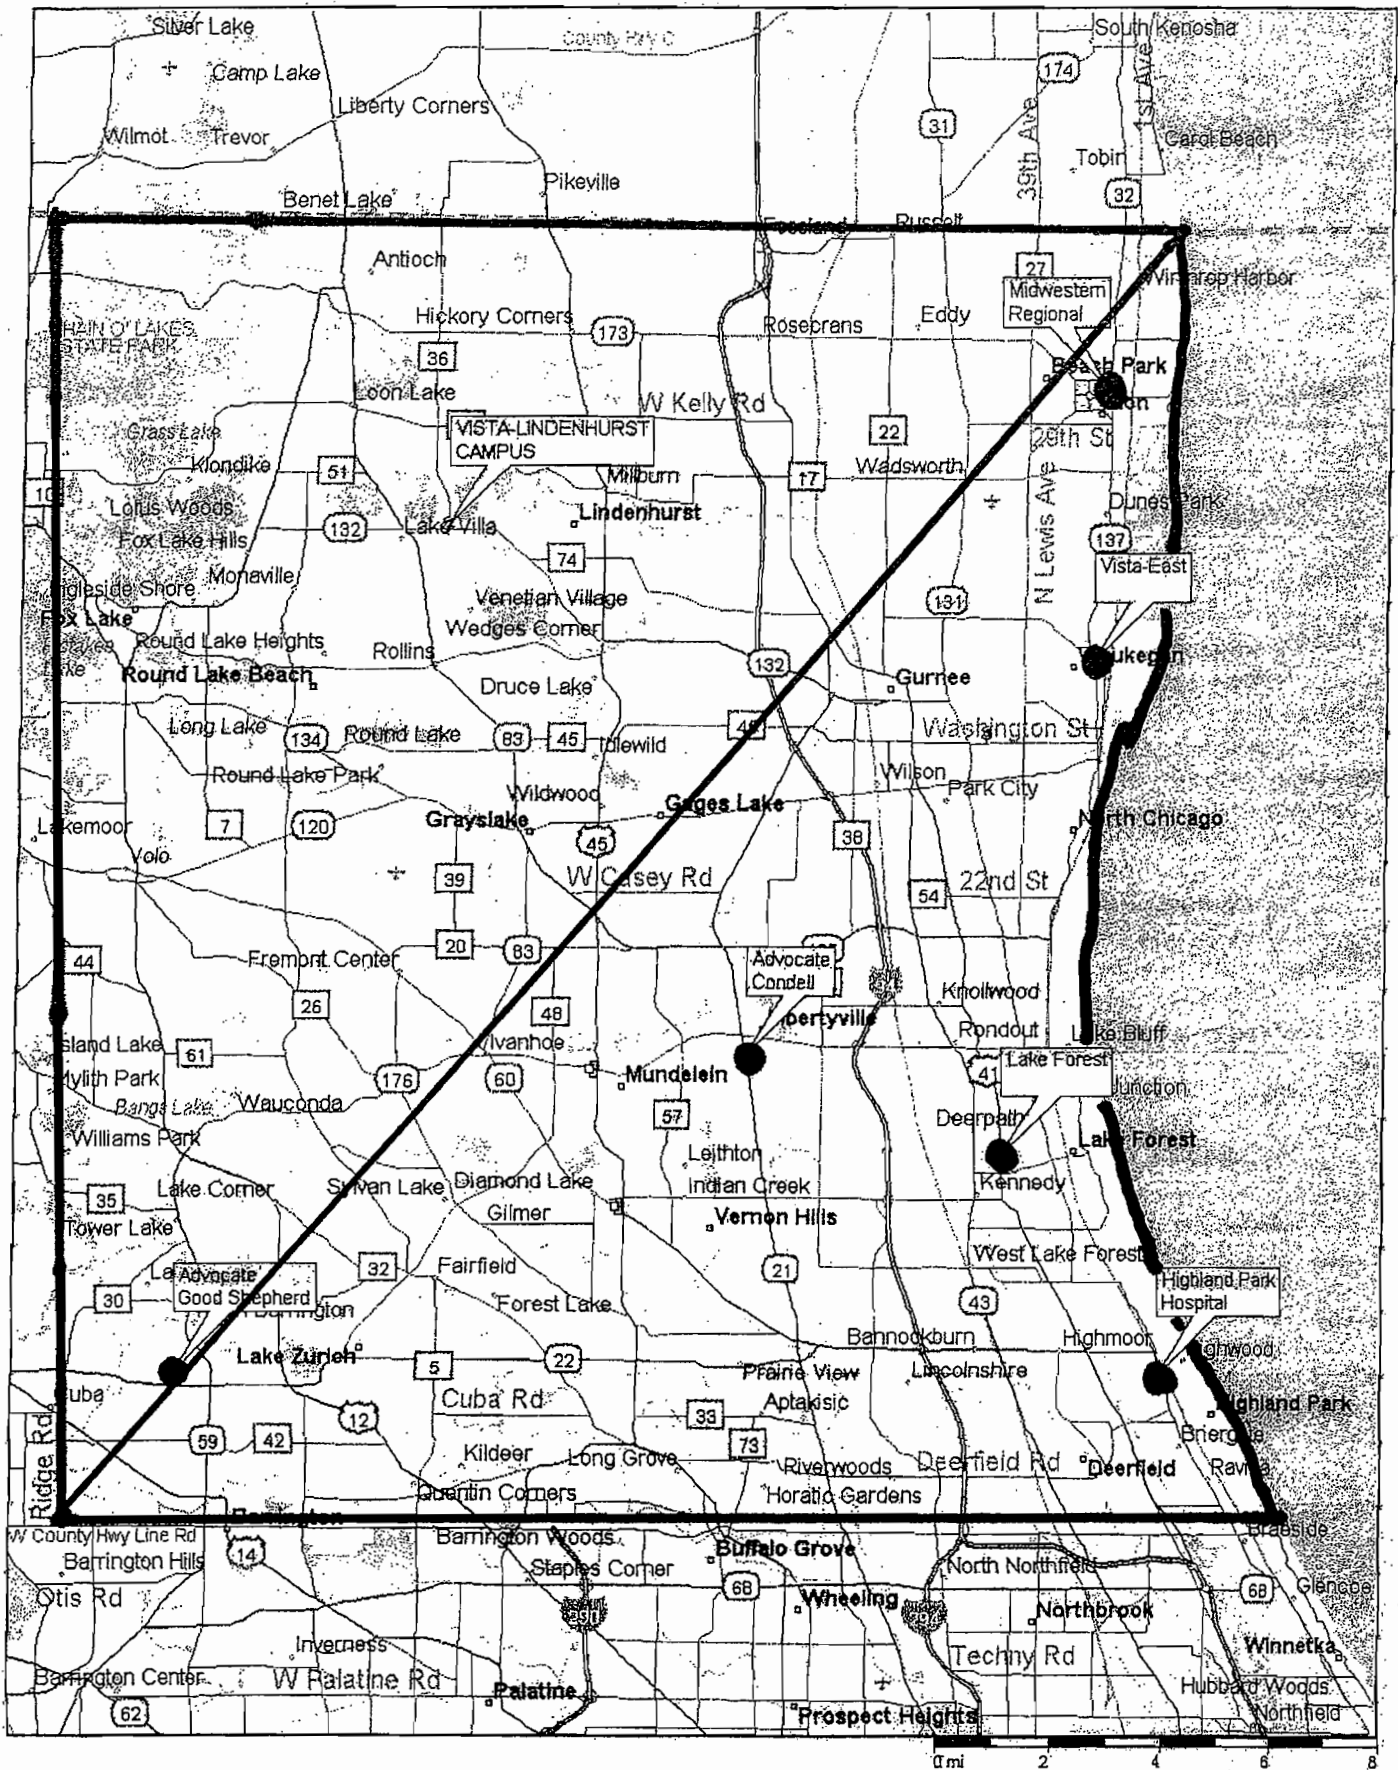 Silver Lake
County Hwy C
South Kenosha
Camp Lake
174
1st Ave
Liberty Corners
39th Ave
31
Wilmot
Trevor
Carol Beach
Tobin
Pikeville
32
Benet Lake
Russell
Antioch
27
Winthrop Harbor
Midwestern
Regional
CHAIN O' LAKES
STATE PARK
Hickory Corners
173
Rosecrans
Eddy
36
Beach Park
Loon Lake
W Kelly Rd
Zion
VISTA-LINDENHURST
CAMPUS
22
29th St
Grass Lake
Klondike
51
Millburn
17
Wadsworth
N Lewis Ave
10
Lotus Woods
Lindenhurst
Dunes Park
132
Lake Villa
Fox Lake Hills
137
74
Vista-East
Monaville
Ingleside Shore
Venetian Village
131
Fox Lake
Wedges Corner
Round Lake Heights
Rollins
132
Waukegan
Round Lake Beach
Druce Lake
Gurnee
Long Lake
134
Round Lake
83
45
Idlewild
Washington St
Round Lake Park
Wilson
Park City
Wildwood
Gages Lake
Lakemoor
7
120
Grayslake
45
38
North Chicago
Volo
39
W Casey Rd
54
22nd St
20
83
44
Fremont Center
Advocate
Condell
26
48
Knollwood
Libertyville
Rondout
Lake Bluff
Island Lake
61
Ivanhoe
41
Lake Forest
Junction
Mylith Park
176
60
Mundelein
Bangs Lake
Wauconda
57
Deerpath
Williams Park
Lake Forest
Leithton
35
Lake Corner
Sylvan Lake
Diamond Lake
Indian Creek
Kennedy
Tower Lake
Gilmer
Vernon Hills
West Lake Forest
Advocate
Good Shepherd
32
Fairfield
21
Highland Park
Hospital
30
Barrington
Forest Lake
43
Lake Zurich
5
22
Bannockburn
Highmoor
Highwood
Prairie View
Lincolnshire
Cuba
Cuba Rd
Aptakisic
Highland Park
12
33
Ridge Rd
59
42
73
Briergate
Kildeer
Long Grove
Riverwoods
Deerfield Rd
Deerfield
Ravinia
Quentin Corners
Horatio Gardens
Barrington
W County Hwy Line Rd
Barrington Woods
Braeside
14
Barrington Hills
Staples Corner
Buffalo Grove
North Northfield
Otis Rd
68
68
Glencoe
Wheeling
Northbrook
Inverness
Winnetka
Barrington Center
W Palatine Rd
Techny Rd
Palatine
Hubbard Woods
62
Prospect Heights
Northfield
0 mi 2 4 6 8